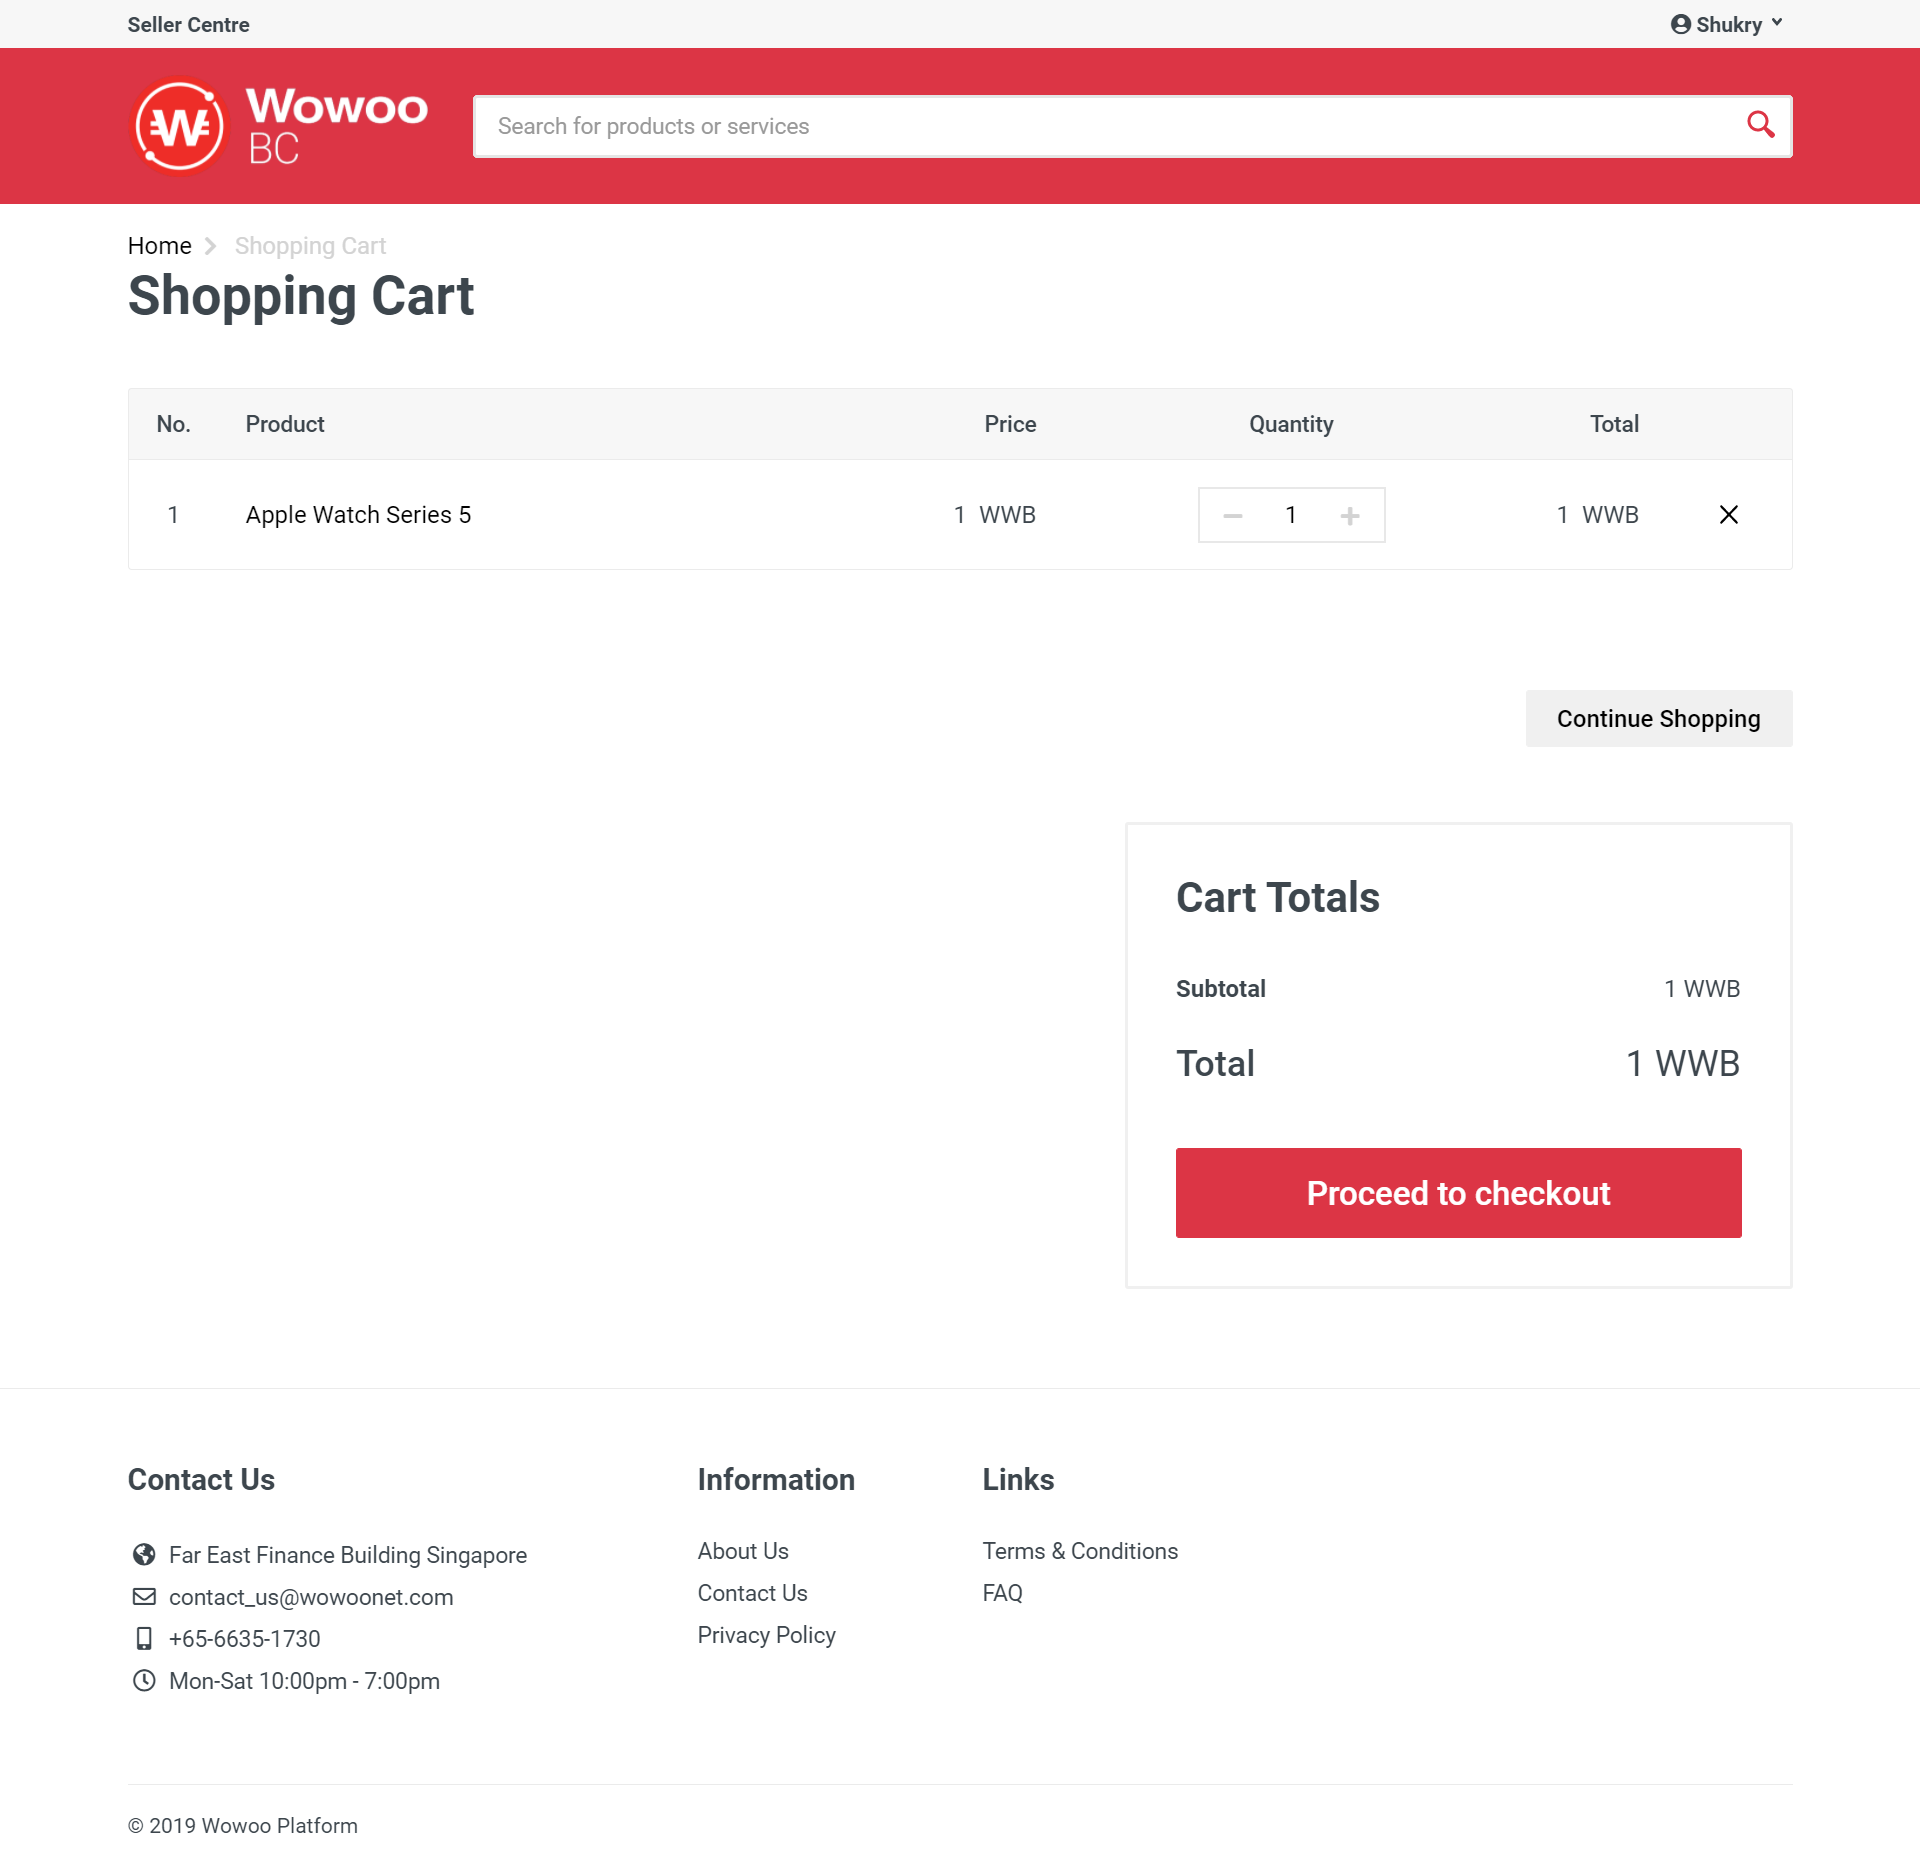 Seller Centre
Shukry
W
Wowoo
BC
Search for products or services
Home
Shopping Cart
Shopping Cart
No. Product Price Quantity Total
1 Apple Watch Series 5 1 WWB 1 1 WWB
Continue Shopping
Cart Totals
Subtotal 1 WWB
Total 1 WWB
Proceed to checkout
Contact Us
Far East Finance Building Singapore
contact_us@wowoonet.com
+65-6635-1730
Mon-Sat 10:00pm - 7:00pm
Information
About Us
Contact Us
Privacy Policy
Links
Terms & Conditions
FAQ
© 2019 Wowoo Platform